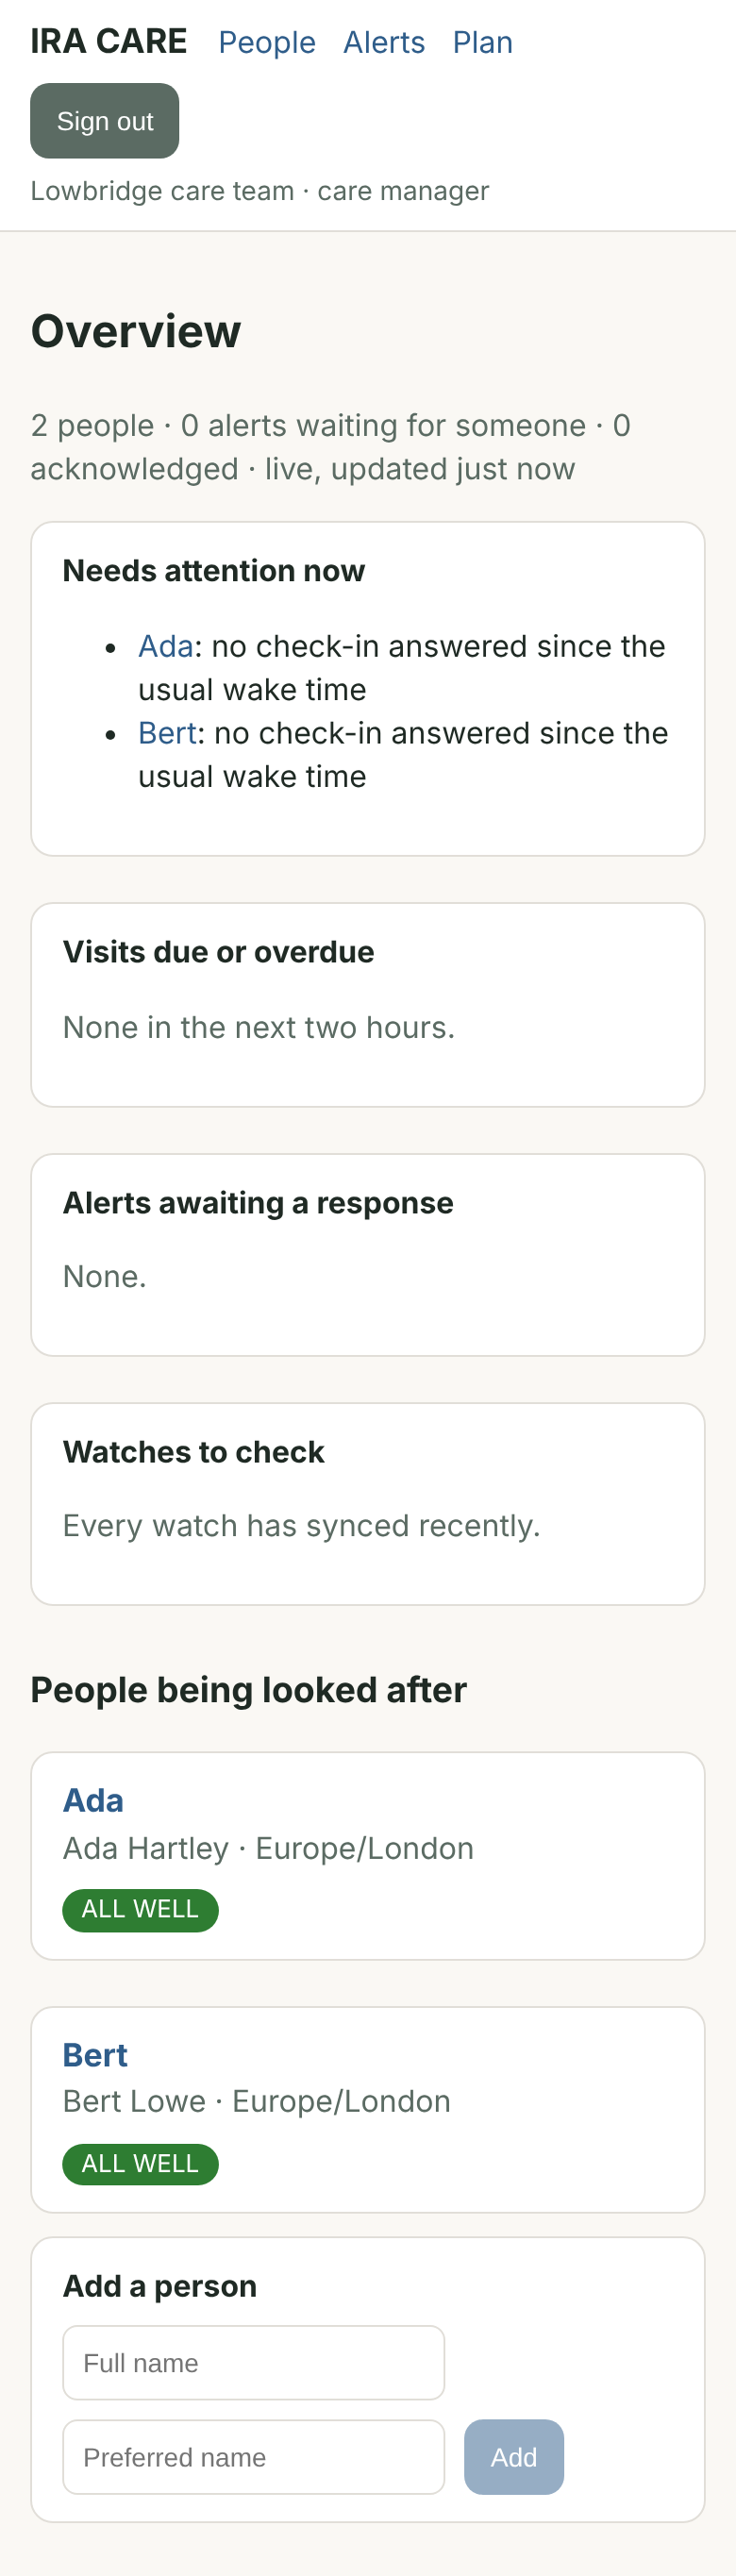 IRA CARE People Alerts Plan
Sign out
Lowbridge care team · care manager
Overview
2 people · 0 alerts waiting for someone · 0
acknowledged · live, updated just now
Needs attention now
• Ada: no check-in answered since the
usual wake time
• Bert: no check-in answered since the
usual wake time
Visits due or overdue
None in the next two hours.
Alerts awaiting a response
None.
Watches to check
Every watch has synced recently.
People being looked after
Ada
Ada Hartley · Europe/London
ALL WELL
Bert
Bert Lowe · Europe/London
ALL WELL
Add a person
Full name
Preferred name Add